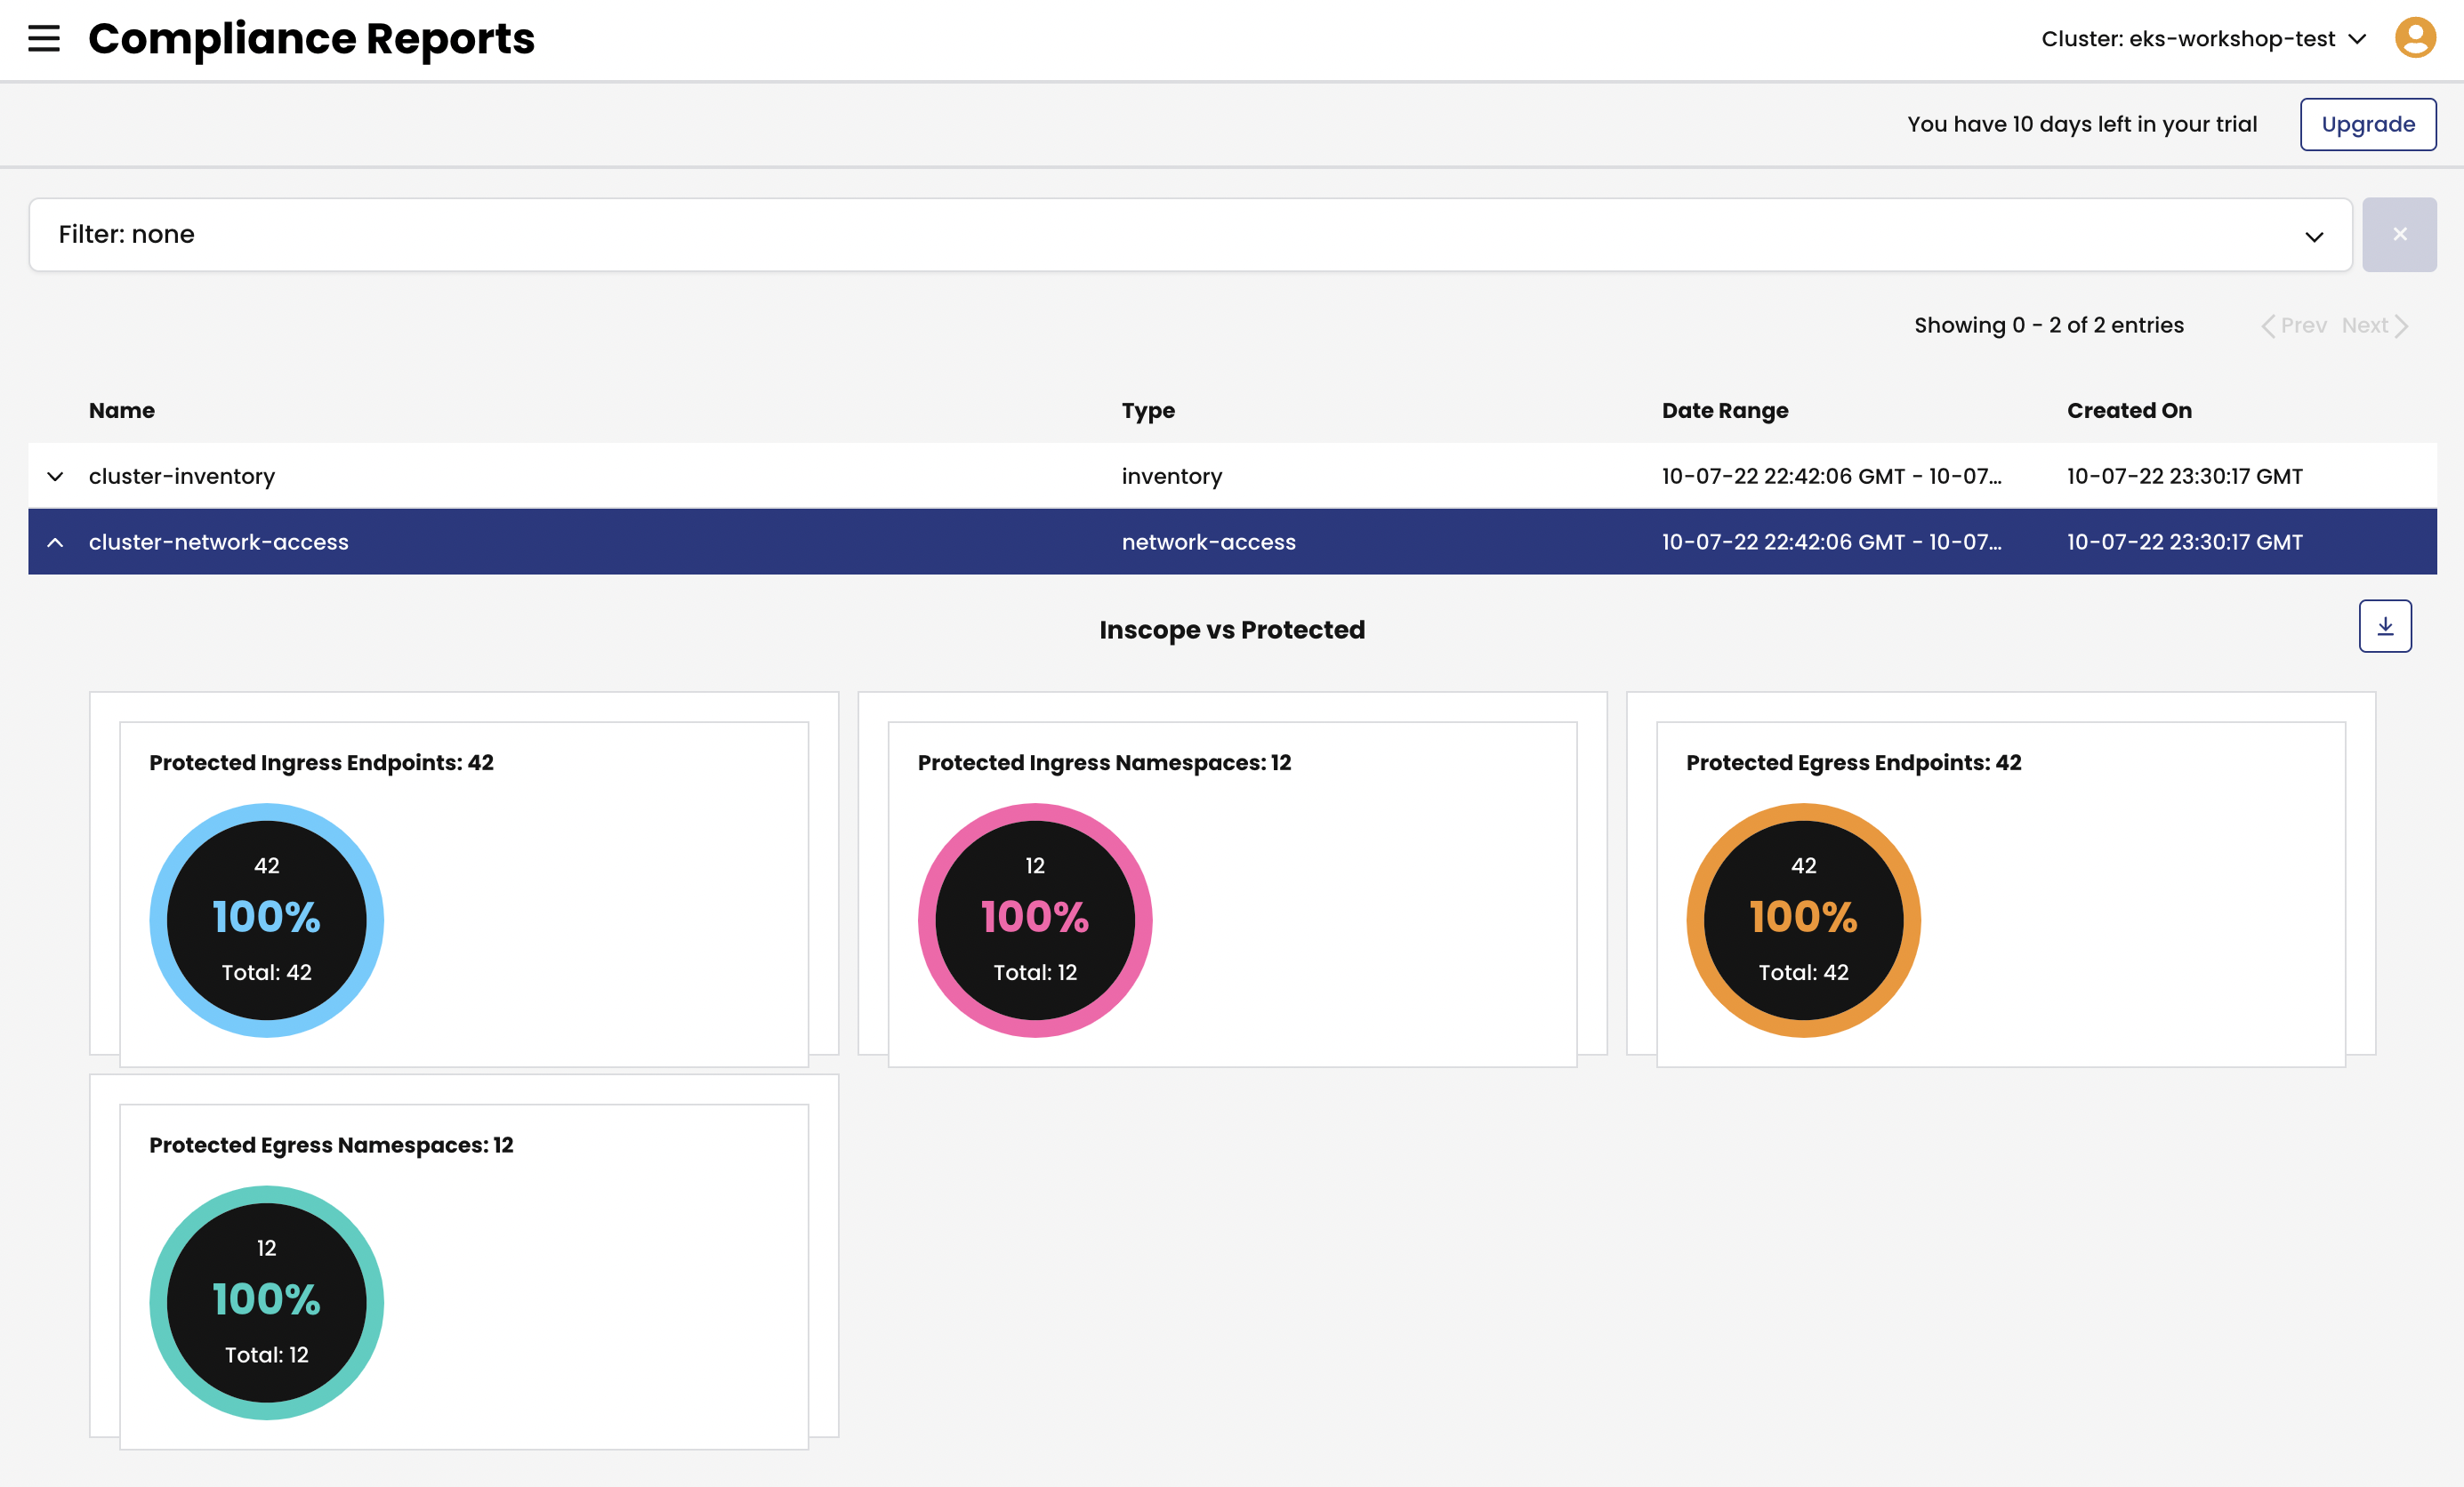 Compliance Reports
Cluster: eks-workshop-test
You have 10 days left in your trial
Upgrade
Filter: none
Showing 0 - 2 of 2 entries
Prev Next
Name Type Date Range Created On
cluster-inventory inventory 10-07-22 22:42:06 GMT - 10-07... 10-07-22 23:30:17 GMT
cluster-network-access network-access 10-07-22 22:42:06 GMT - 10-07... 10-07-22 23:30:17 GMT
Inscope vs Protected
Protected Ingress Endpoints: 42
42
100%
Total: 42
Protected Ingress Namespaces: 12
12
100%
Total: 12
Protected Egress Endpoints: 42
42
100%
Total: 42
Protected Egress Namespaces: 12
12
100%
Total: 12